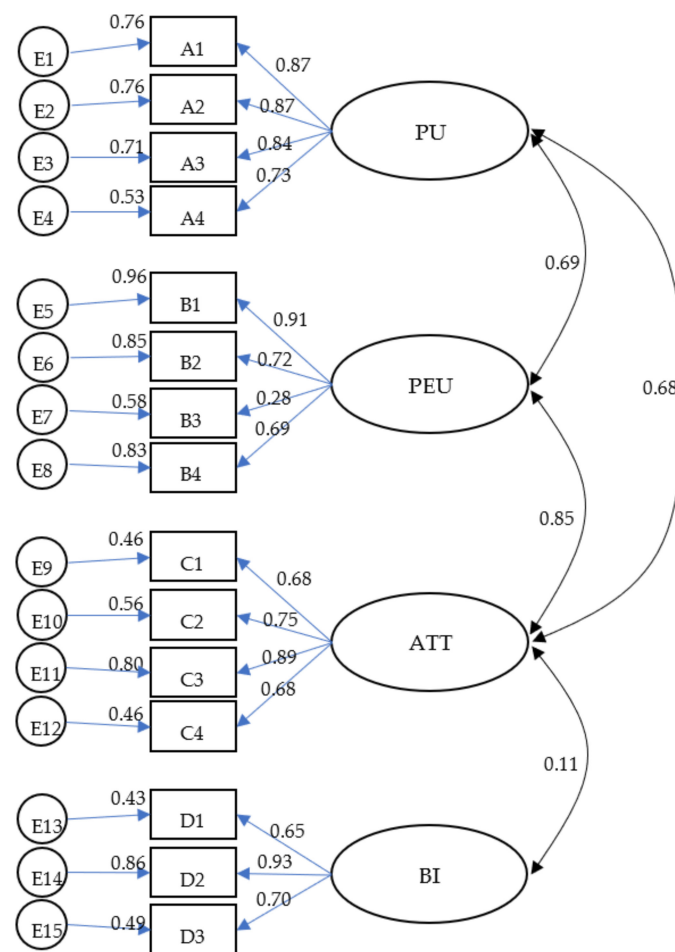 0.76
E1
A1
0.87
0.76
E2
A2
0.87
PU
0.71
E3
A3
0.84
0.53
E4
A4
0.73
0.69
0.96
E5
B1
0.91
0.85
E6
B2
0.72
PEU
0.68
0.58
E7
B3
0.28
0.83
E8
B4
0.69
0.85
0.46
E9
C1
0.68
0.56
E10
C2
0.75
ATT
0.80
E11
C3
0.89
0.46
E12
C4
0.68
0.11
0.43
E13
D1
0.65
0.86
E14
D2
0.93
BI
0.49
E15
D3
0.70